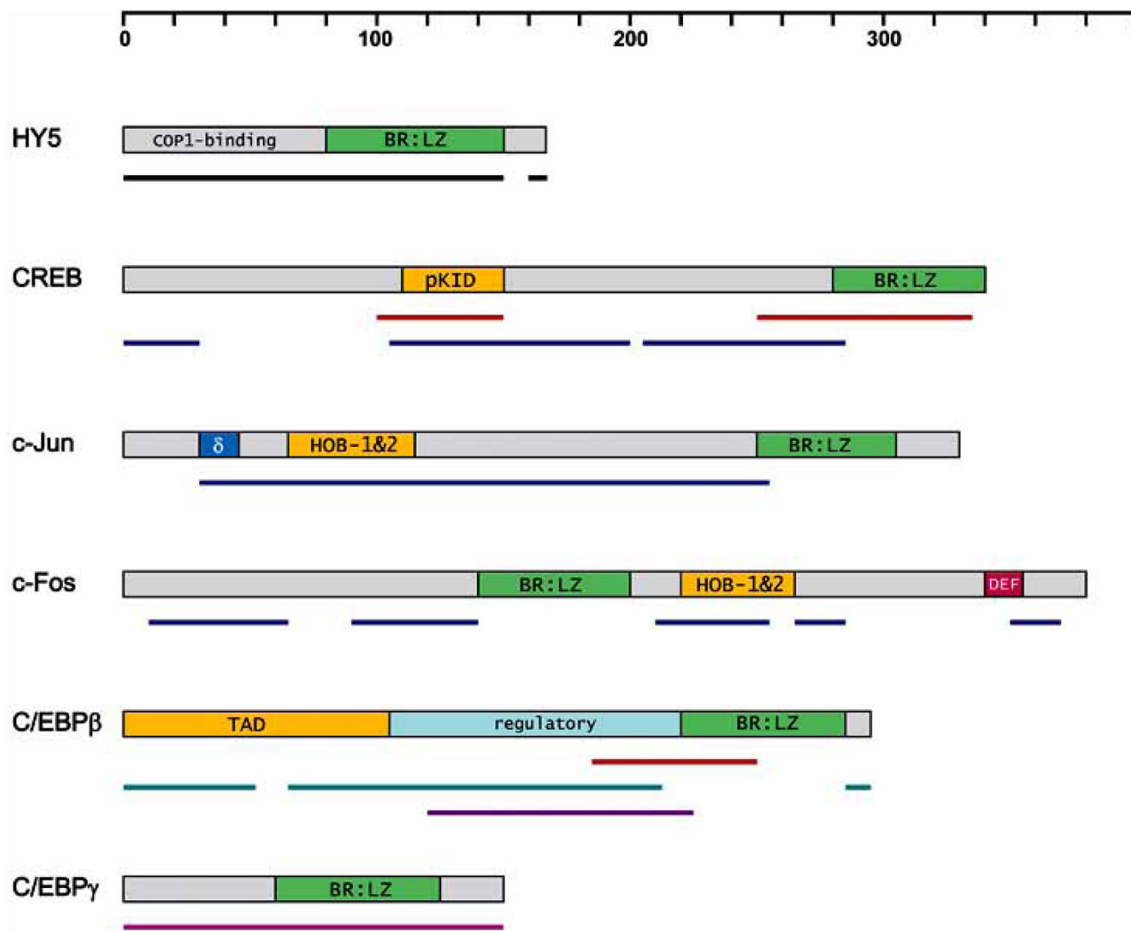 0 100 200 300
HY5 COP1-binding BR:LZ
CREB pKID BR:LZ
c-Jun δ HOB-1&2 BR:LZ
c-Fos BR:LZ HOB-1&2 DEF
C/EBPβ TAD regulatory BR:LZ
C/EBPγ BR:LZ